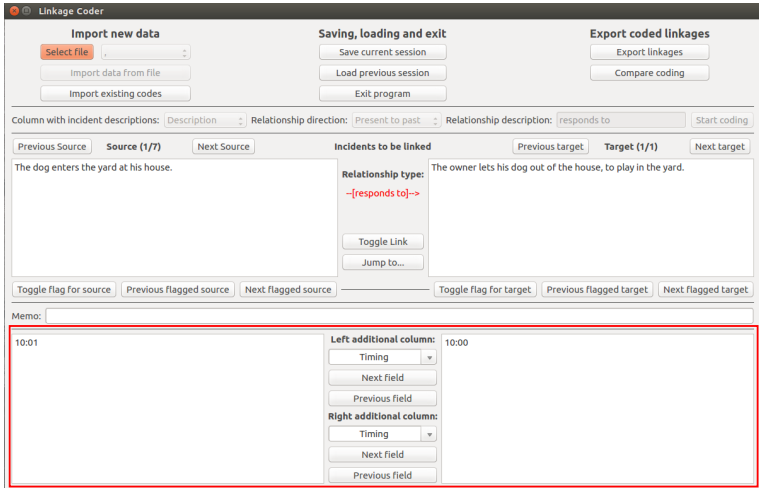 Linkage Coder
Import new data Saving, loading and exit Export coded linkages
Select file , Save current session Export linkages
Import data from file Load previous session Compare coding
Import existing codes Exit program
Column with incident descriptions: Description Relationship direction: Present to past Relationship description: responds to Start coding
Previous Source Source (1/7) Next Source Incidents to be linked Previous target Target (1/1) Next target
The dog enters the yard at his house.
Relationship type:
--[responds to]-->
Toggle Link
Jump to...
The owner lets his dog out of the house, to play in the yard.
Toggle flag for source Previous flagged source Next flagged source Toggle flag for target Previous flagged target Next flagged target
Memo:
10:01
Left additional column:
Timing
Next field
Previous field
Right additional column:
Timing
Next field
Previous field
10:00